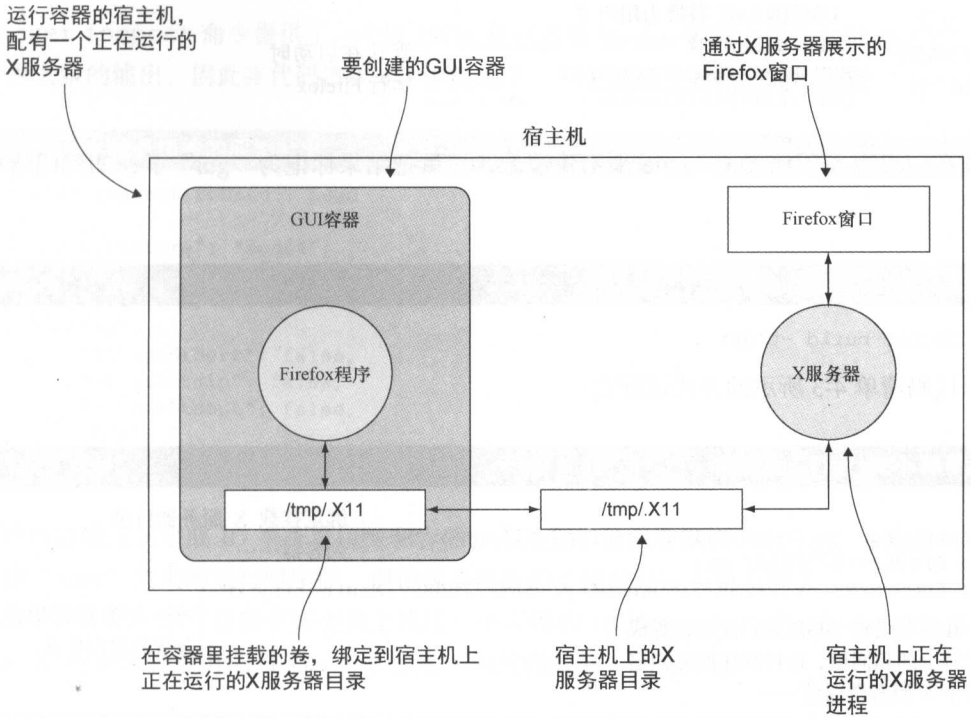 运行容器的宿主机，
配有一个正在运行的
X服务器
要创建的GUI容器
通过X服务器展示的
Firefox窗口
宿主机
GUI容器
Firefox窗口
Firefox程序
X服务器
/tmp/.X11
/tmp/.X11
在容器里挂载的卷，绑定到宿主机上
正在运行的X服务器目录
宿主机上的X
服务器目录
宿主机上正在
运行的X服务器
进程